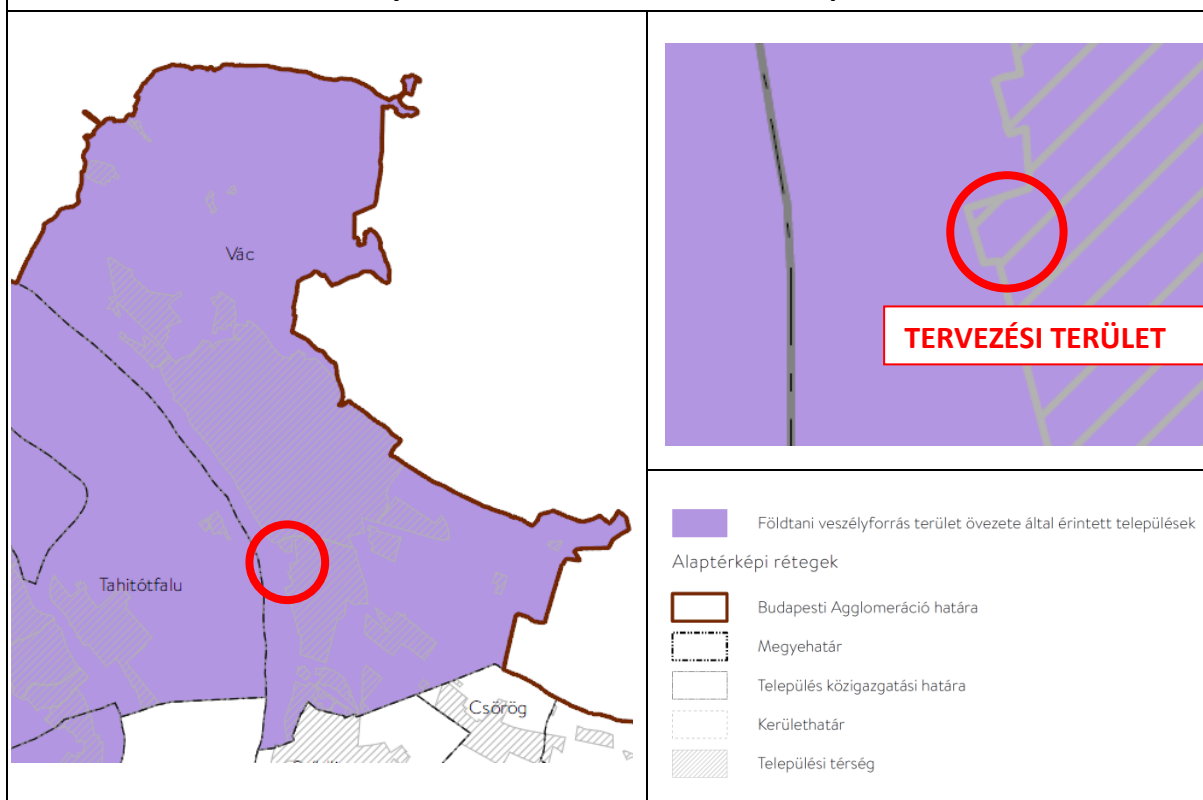 Vác
Tahitótfalu
Csörög
TERVEZÉSI TERÜLET
Földtani veszélyforrás terület övezete által érintett települések
Alaptérképi rétegek
Budapesti Agglomeráció határa
Megyehatár
Település közigazgatási határa
Kerülethatár
Települési térség